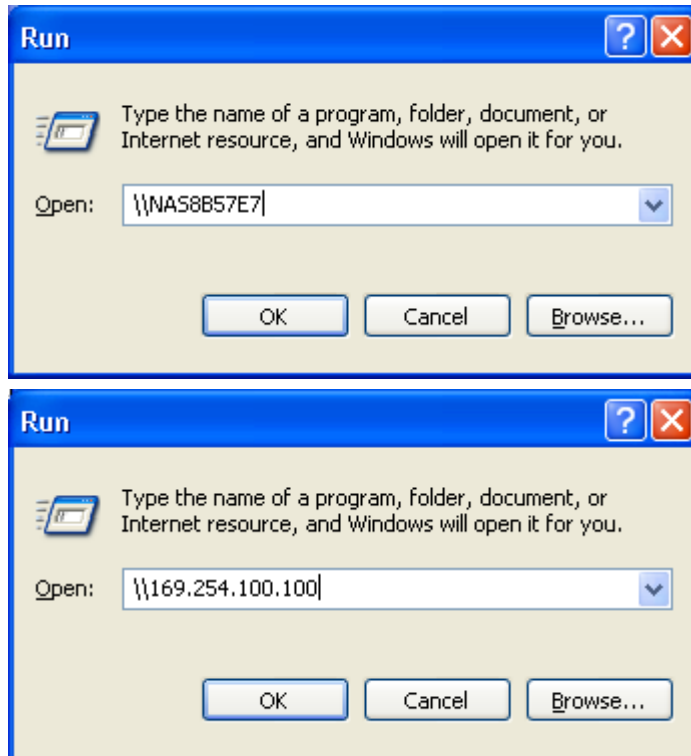 Run
Type the name of a program, folder, document, or
Internet resource, and Windows will open it for you.
Open: \\NAS8B57E7
OK Cancel Browse...
Run
Type the name of a program, folder, document, or
Internet resource, and Windows will open it for you.
Open: \\169.254.100.100
OK Cancel Browse...